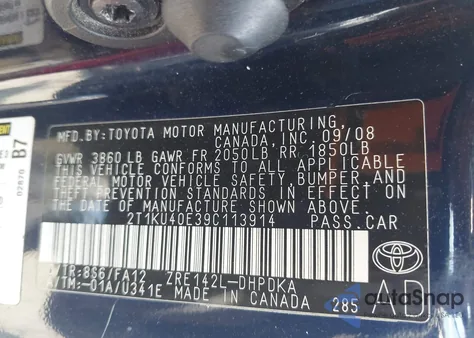 MFD.BY:TOYOTA MOTOR MANUFACTURING,
CANADA, INC. 09/08
GVWR 3860 LB GAWR FR 2050LB RR 1850LB
THIS VEHICLE CONFORMS TO ALL APPLICABLE
FEDERAL MOTOR VEHICLE SAFETY, BUMPER, AND
THEFT PREVENTION STANDARDS IN EFFECT ON
THE DATE OF MANUFACTURE SHOWN ABOVE.
2T1KU40E39C113914 PASS.CAR
C/TR:8S6/FA12 ZRE142L-DHPDKA
A/TM:-01A/U341E MADE IN CANADA 285
AD
B7
02870
autoSnap